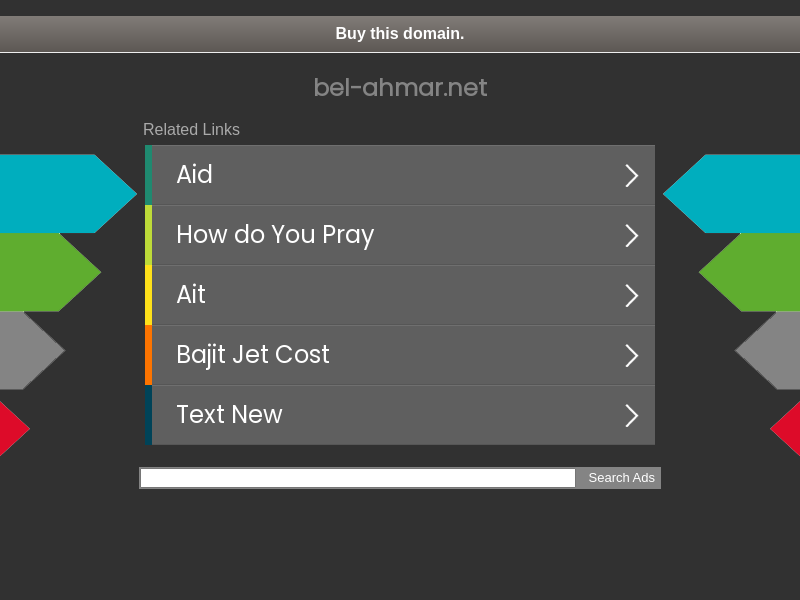 Buy this domain.
bel-ahmar.net
Related Links
Aid
How do You Pray
Ait
Bajit Jet Cost
Text New
Search Ads